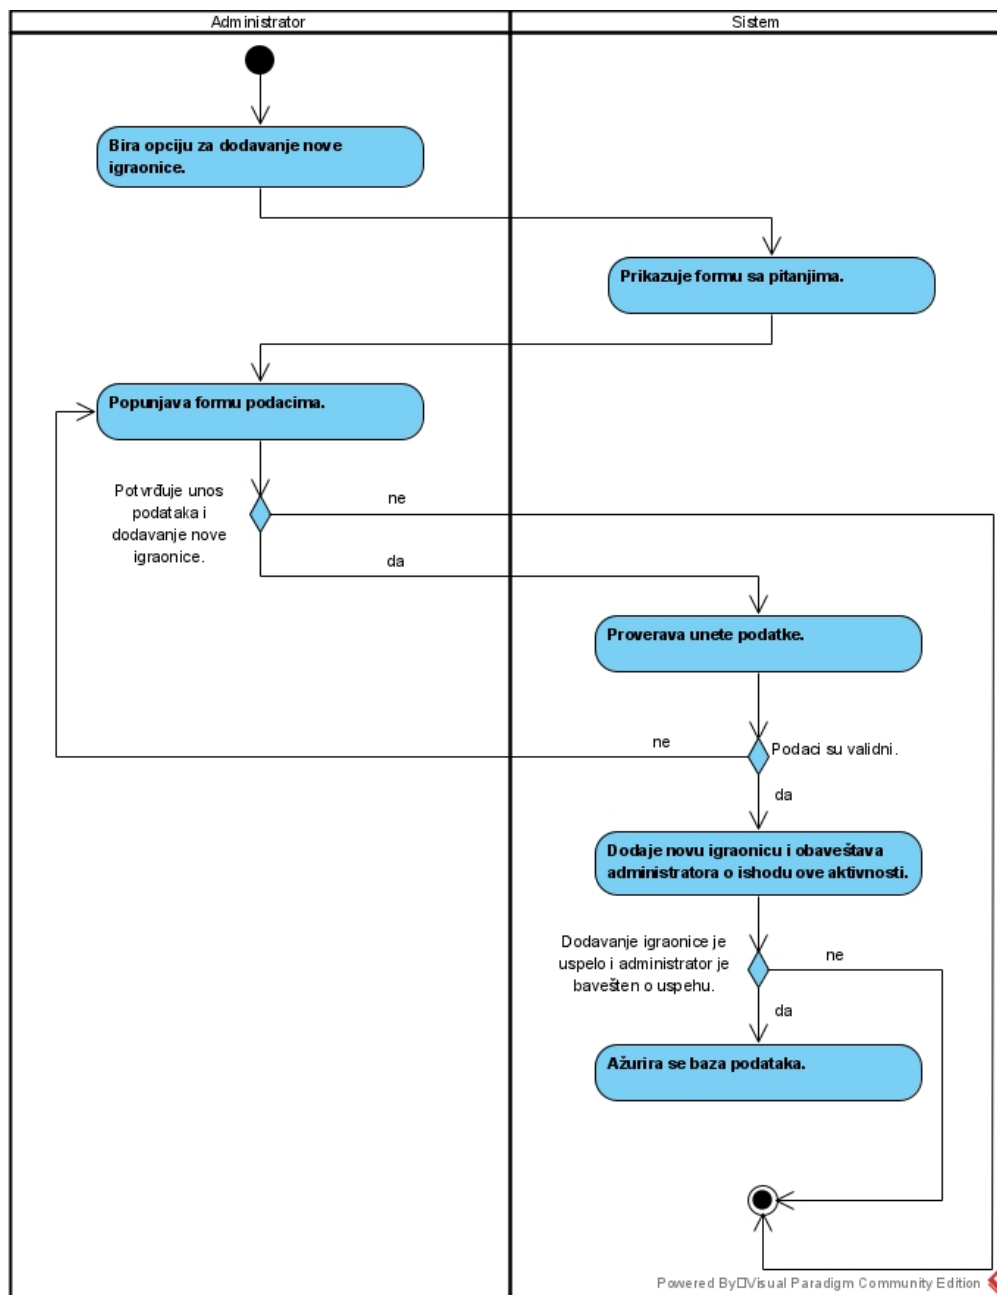 Administrator
Sistem
Bira opciju za dodavanje nove
igraonice.
Prikazuje formu sa pitanjima.
Popunjava formu podacima.
Potvrđuje unos
podataka i
dodavanje nove
igraonice.
ne
da
Proverava unete podatke.
ne
Podaci su validni.
da
Dodaje novu igraonicu i obaveštava
administratora o ishodu ove aktivnosti.
Dodavanje igraonice je
uspelo i administrator je
bavešten o uspehu.
ne
da
Ažurira se baza podataka.
Powered By□Visual Paradigm Community Edition